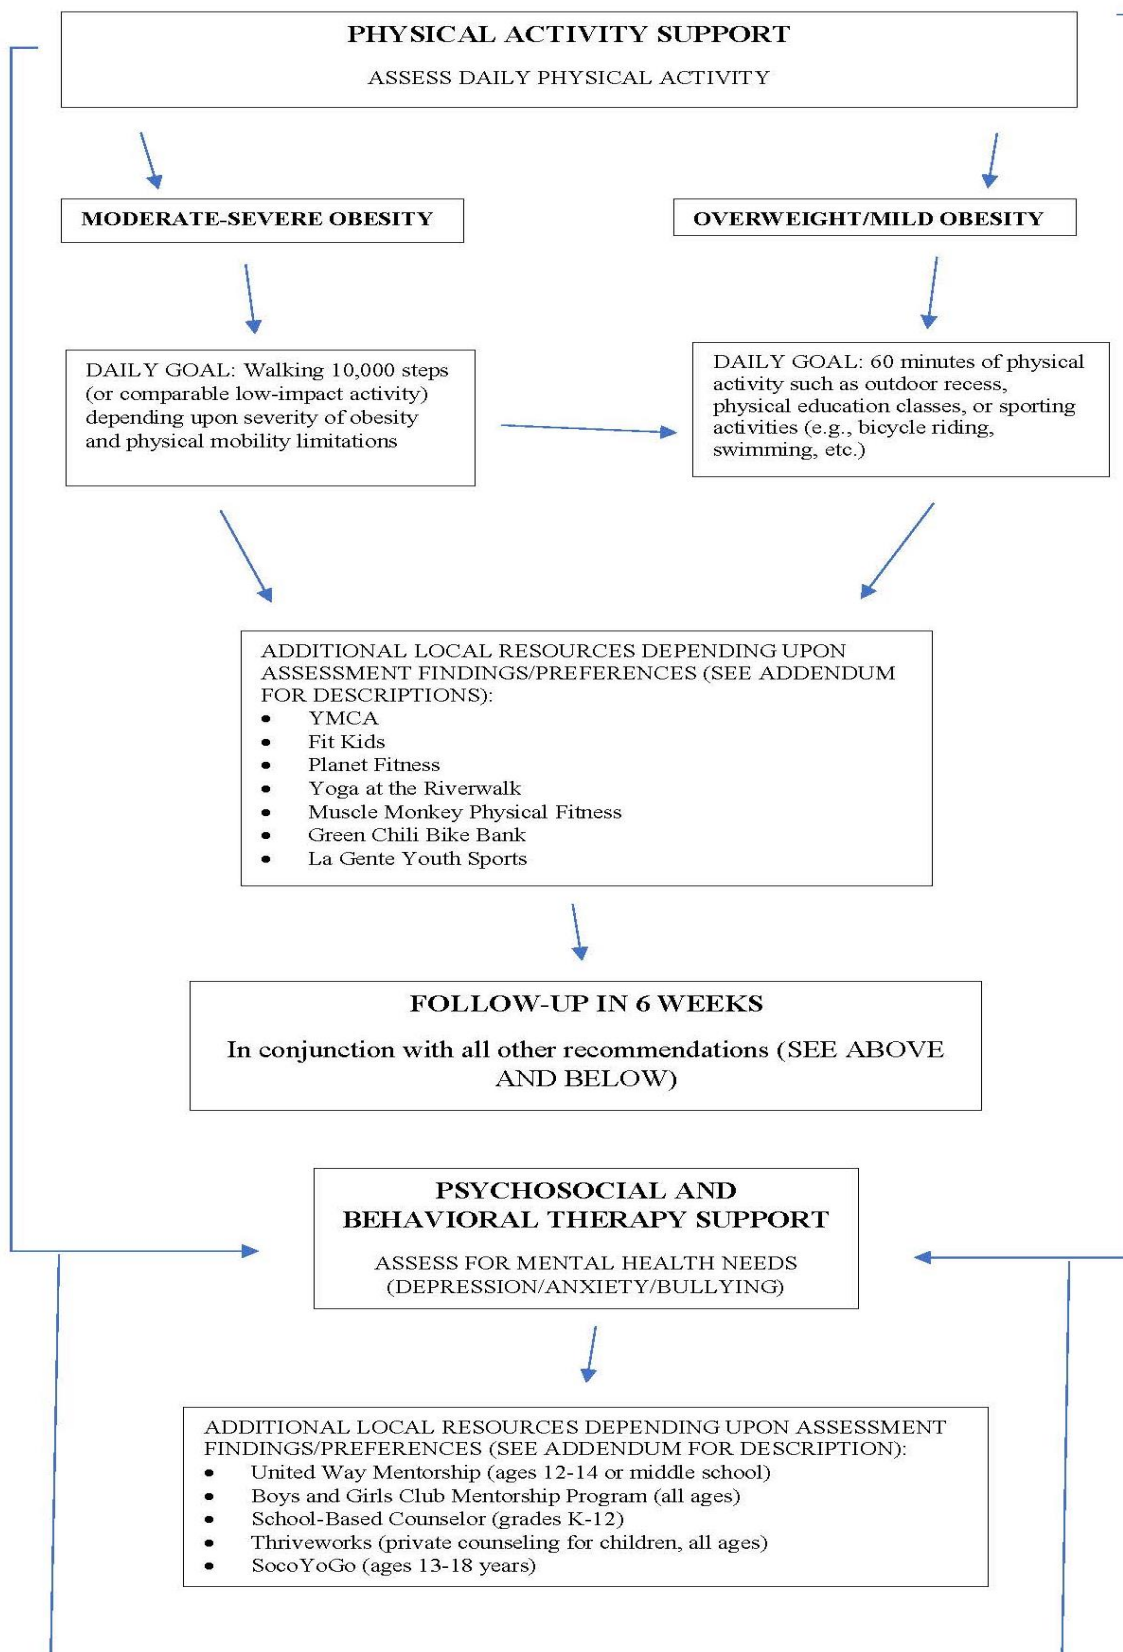 PHYSICAL ACTIVITY SUPPORT
ASSESS DAILY PHYSICAL ACTIVITY
MODERATE-SEVERE OBESITY
OVERWEIGHT/MILD OBESITY
DAILY GOAL: Walking 10,000 steps
(or comparable low-impact activity)
depending upon severity of obesity
and physical mobility limitations
DAILY GOAL: 60 minutes of physical
activity such as outdoor recess,
physical education classes, or sporting
activities (e.g., bicycle riding,
swimming, etc.)
ADDITIONAL LOCAL RESOURCES DEPENDING UPON
ASSESSMENT FINDINGS/PREFERENCES (SEE ADDENDUM
FOR DESCRIPTIONS):
• YMCA
• Fit Kids
• Planet Fitness
• Yoga at the Riverwalk
• Muscle Monkey Physical Fitness
• Green Chili Bike Bank
• La Gente Youth Sports
FOLLOW-UP IN 6 WEEKS
In conjunction with all other recommendations (SEE ABOVE
AND BELOW)
PSYCHOSOCIAL AND
BEHAVIORAL THERAPY SUPPORT
ASSESS FOR MENTAL HEALTH NEEDS
(DEPRESSION/ANXIETY/BULLYING)
ADDITIONAL LOCAL RESOURCES DEPENDING UPON ASSESSMENT
FINDINGS/PREFERENCES (SEE ADDENDUM FOR DESCRIPTION):
• United Way Mentorship (ages 12-14 or middle school)
• Boys and Girls Club Mentorship Program (all ages)
• School-Based Counselor (grades K-12)
• Thriveworks (private counseling for children, all ages)
• SocoYoGo (ages 13-18 years)